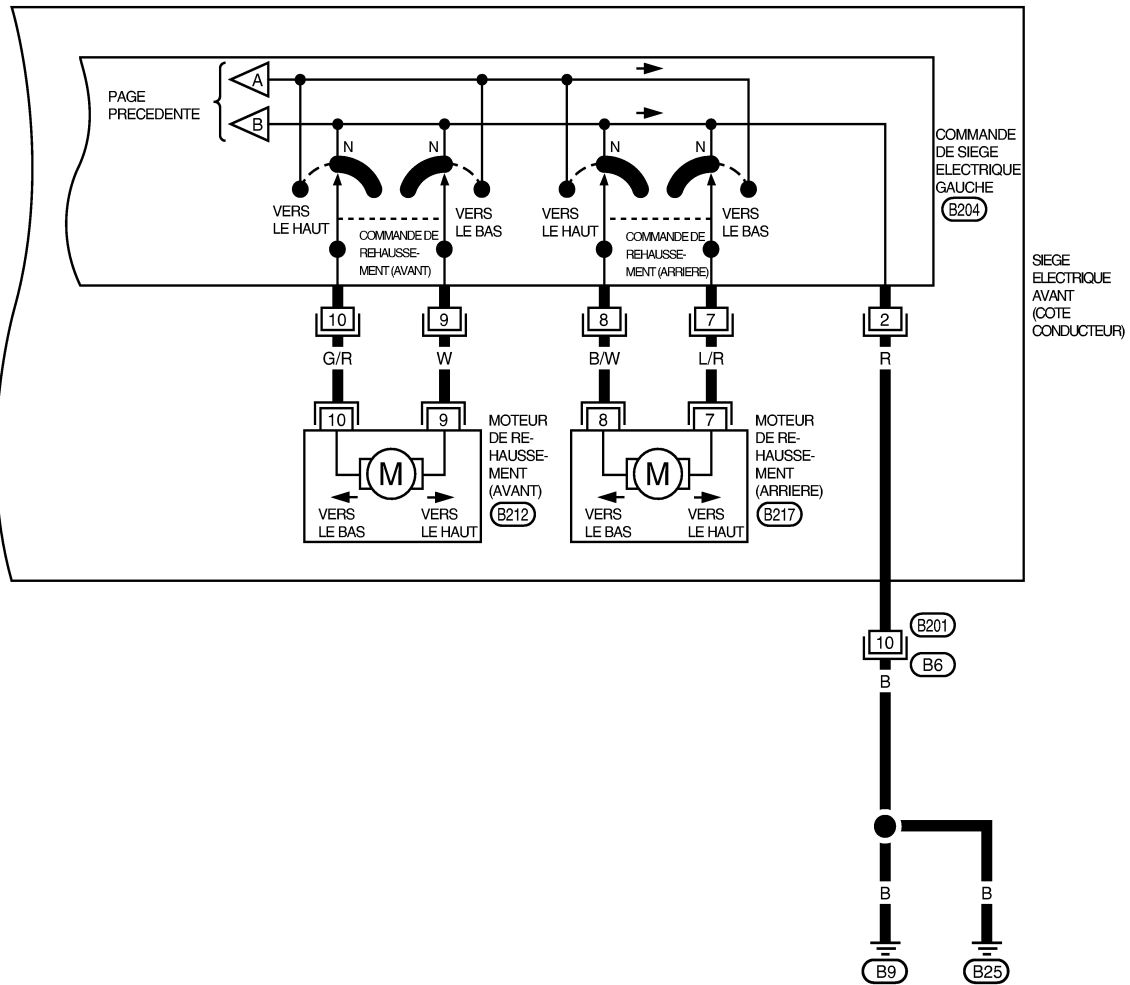 PAGE
PRECEDENTE
A
B
N
N
N
N
COMMANDE
DE SIEGE
ELECTRIQUE
GAUCHE
B204
VERS
LE HAUT
VERS
LE BAS
VERS
LE HAUT
VERS
LE BAS
COMMANDE DE
REHAUSSE-
MENT (AVANT)
COMMANDE DE
REHAUSSE-
MENT (ARRIERE)
SIEGE
ELECTRIQUE
AVANT
(COTE
CONDUCTEUR)
10
9
8
7
2
G/R
W
B/W
L/R
R
10
9
8
7
MOTEUR
DE RE-
HAUSSE-
MENT
(AVANT)
B212
MOTEUR
DE RE-
HAUSSE-
MENT
(ARRIERE)
B217
M
M
VERS
LE BAS
VERS
LE HAUT
VERS
LE BAS
VERS
LE HAUT
B201
10
B6
B
B
B
B9
B25